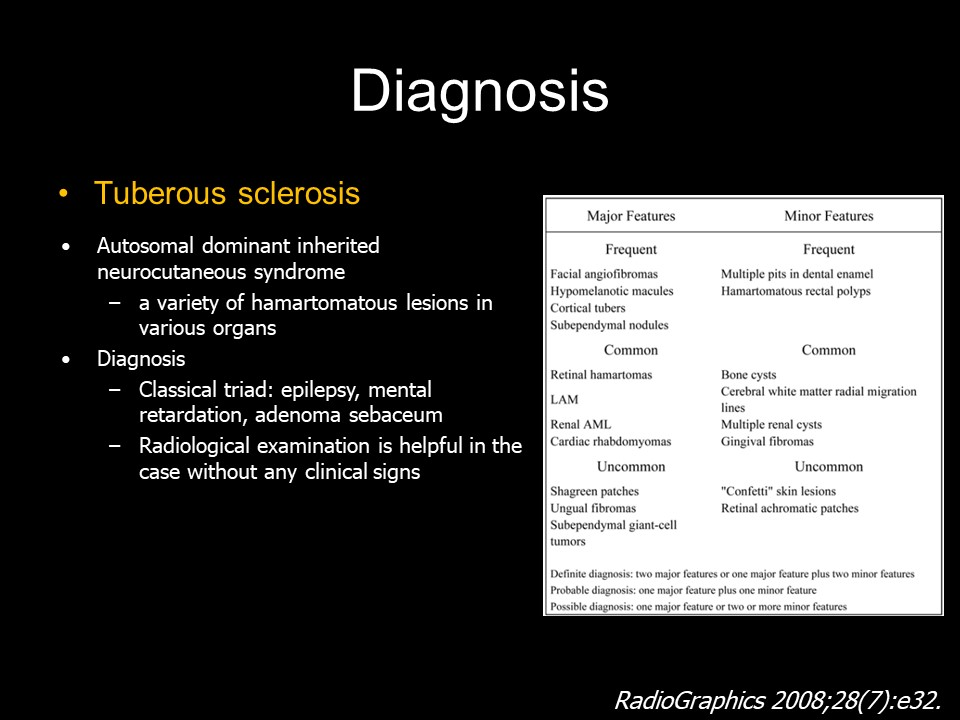 Diagnosis
• Tuberous sclerosis
• Autosomal dominant inherited
neurocutaneous syndrome
– a variety of hamartomatous lesions in
various organs
• Diagnosis
– Classical triad: epilepsy, mental
retardation, adenoma sebaceum
– Radiological examination is helpful in the
case without any clinical signs
Major Features Minor Features
Frequent Frequent
Facial angiofibromas Multiple pits in dental enamel
Hypomelanotic macules Hamartomatous rectal polyps
Cortical tubers
Subependymal nodules
Common Common
Retinal hamartomas Bone cysts
LAM Cerebral white matter radial migration
lines
Renal AML Multiple renal cysts
Cardiac rhabdomyomas Gingival fibromas
Uncommon Uncommon
Shagreen patches "Confetti" skin lesions
Ungual fibromas Retinal achromatic patches
Subependymal giant-cell
tumors
Definite diagnosis: two major features or one major feature plus two minor features
Probable diagnosis: one major feature plus one minor feature
Possible diagnosis: one major feature or two or more minor features
RadioGraphics 2008;28(7):e32.